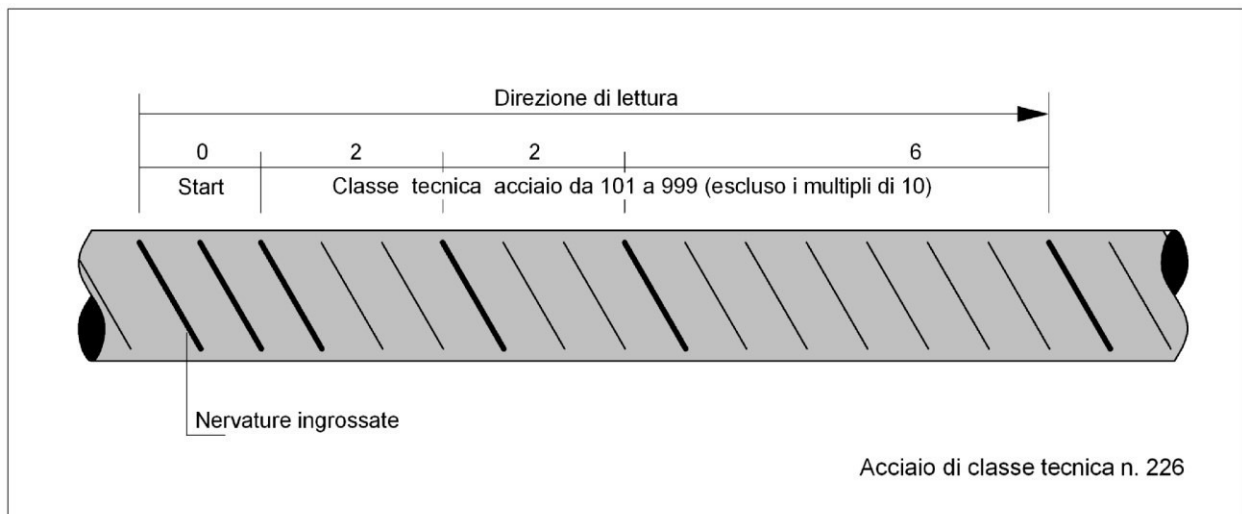 Direzione di lettura
0 2 2 6
Start Classe tecnica acciaio da 101 a 999 (escluso i multipli di 10)
Nervature ingrossate
Acciaio di classe tecnica n. 226